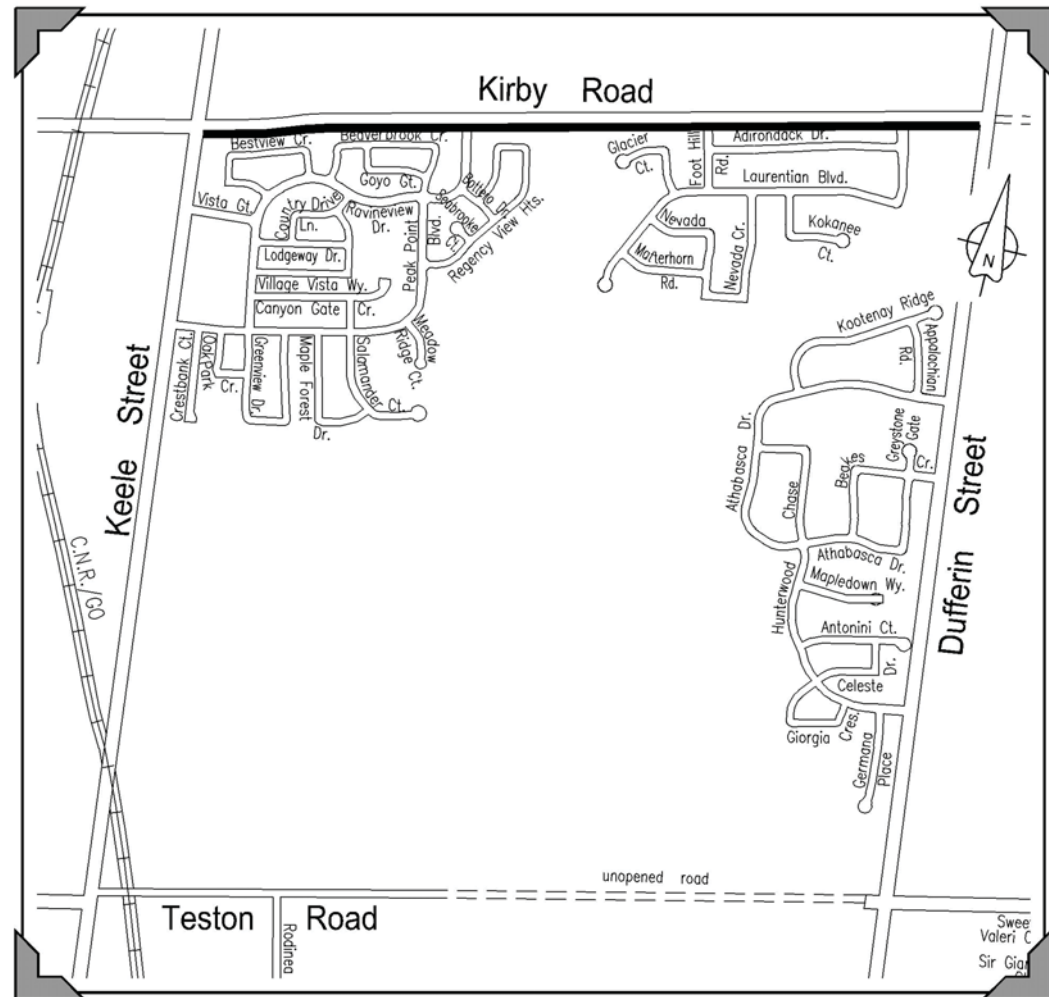 Kirby Road
Bestview Cr.
Beaverbrook Cr.
Goyo Gt.
Vista Gt.
Country Drive
Ln.
Ravineview
Dr.
Lodgeway Dr.
Village Vista Wy.
Canyon Gate Cr.
Peak Point
Blvd.
Seabrooke
Ct.
Bottero Dr.
Regency View Hts.
Meadow
Ridge Ct.
Crestbank Ct.
OakPark
Cr.
Greenview Dr.
Maple Forest
Dr.
Salamander Ct.
Glacier
Ct.
Foot Hill
Rd.
Adirondack Dr.
Laurentian Blvd.
Nevada
Matterhorn
Rd.
Nevada Cr.
Kokanee
Ct.
N
Kootenay Ridge
Appalachian
Rd.
Athabasca Dr.
Greystone
Gate
Beakes
Cr.
Chase
Athabasca Dr.
Hunterwood
Mapledown Wy.
Antonini Ct.
Celeste
Dr.
Giorgia
Cres.
Germana
Place
Keele Street
Dufferin Street
C.N.R./GO
unopened road
Teston Road
Rodinea
Swee
Valeri C
Sir Gia